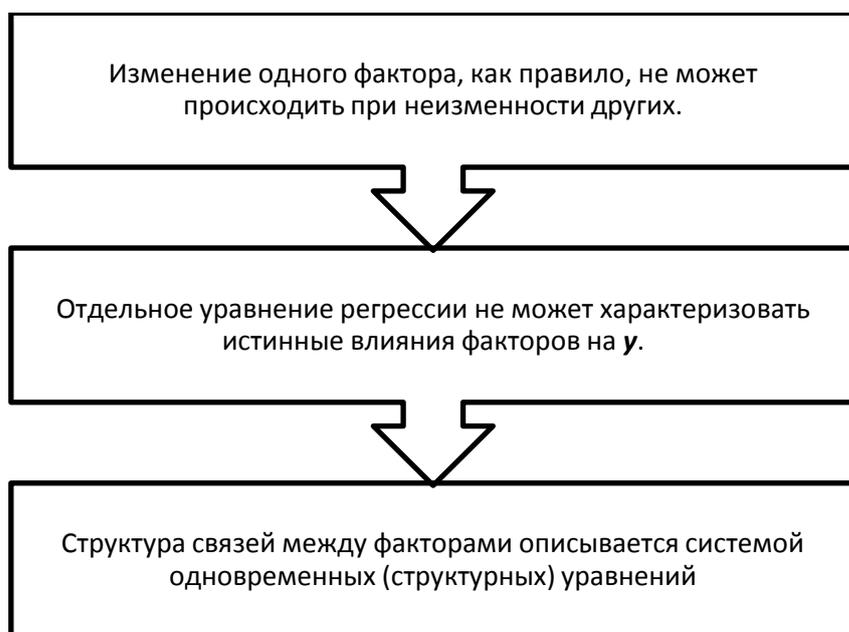 Изменение одного фактора, как правило, не может
происходить при неизменности других.
Отдельное уравнение регрессии не может характеризовать
истинные влияния факторов на y.
Структура связей между факторами описывается системой
одновременных (структурных) уравнений